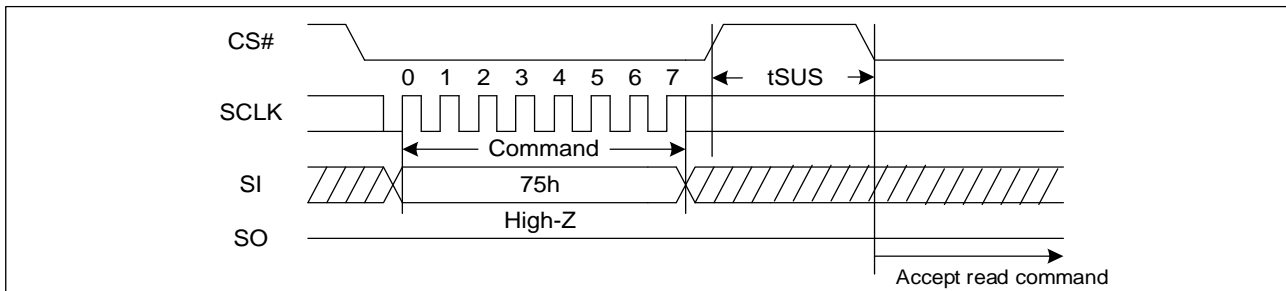 CS#
0 1 2 3 4 5 6 7
tSUS
SCLK
Command
SI
75h
High-Z
SO
Accept read command